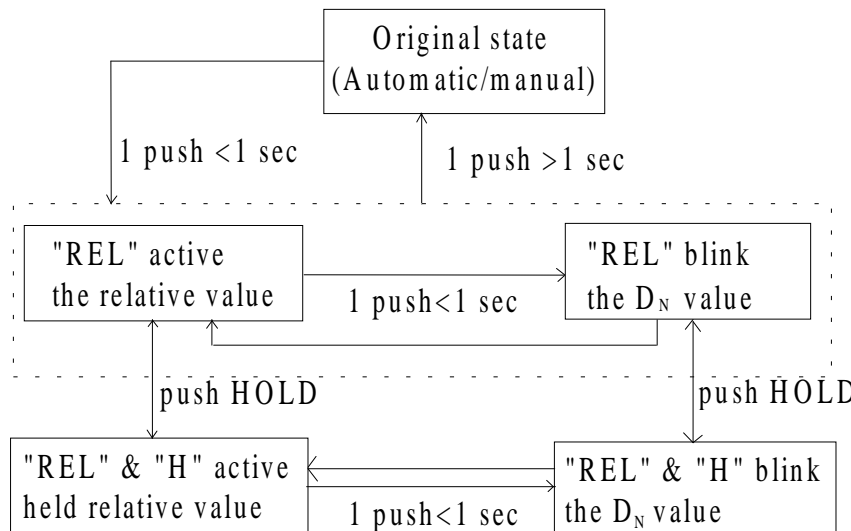 Original state
(Automatic/manual)
1 push <1 sec
1 push >1 sec
"REL" active
the relative value
1 push<1 sec
"REL" blink
the DN value
push HOLD
push HOLD
"REL" & "H" active
held relative value
1 push<1 sec
"REL" & "H" blink
the DN value